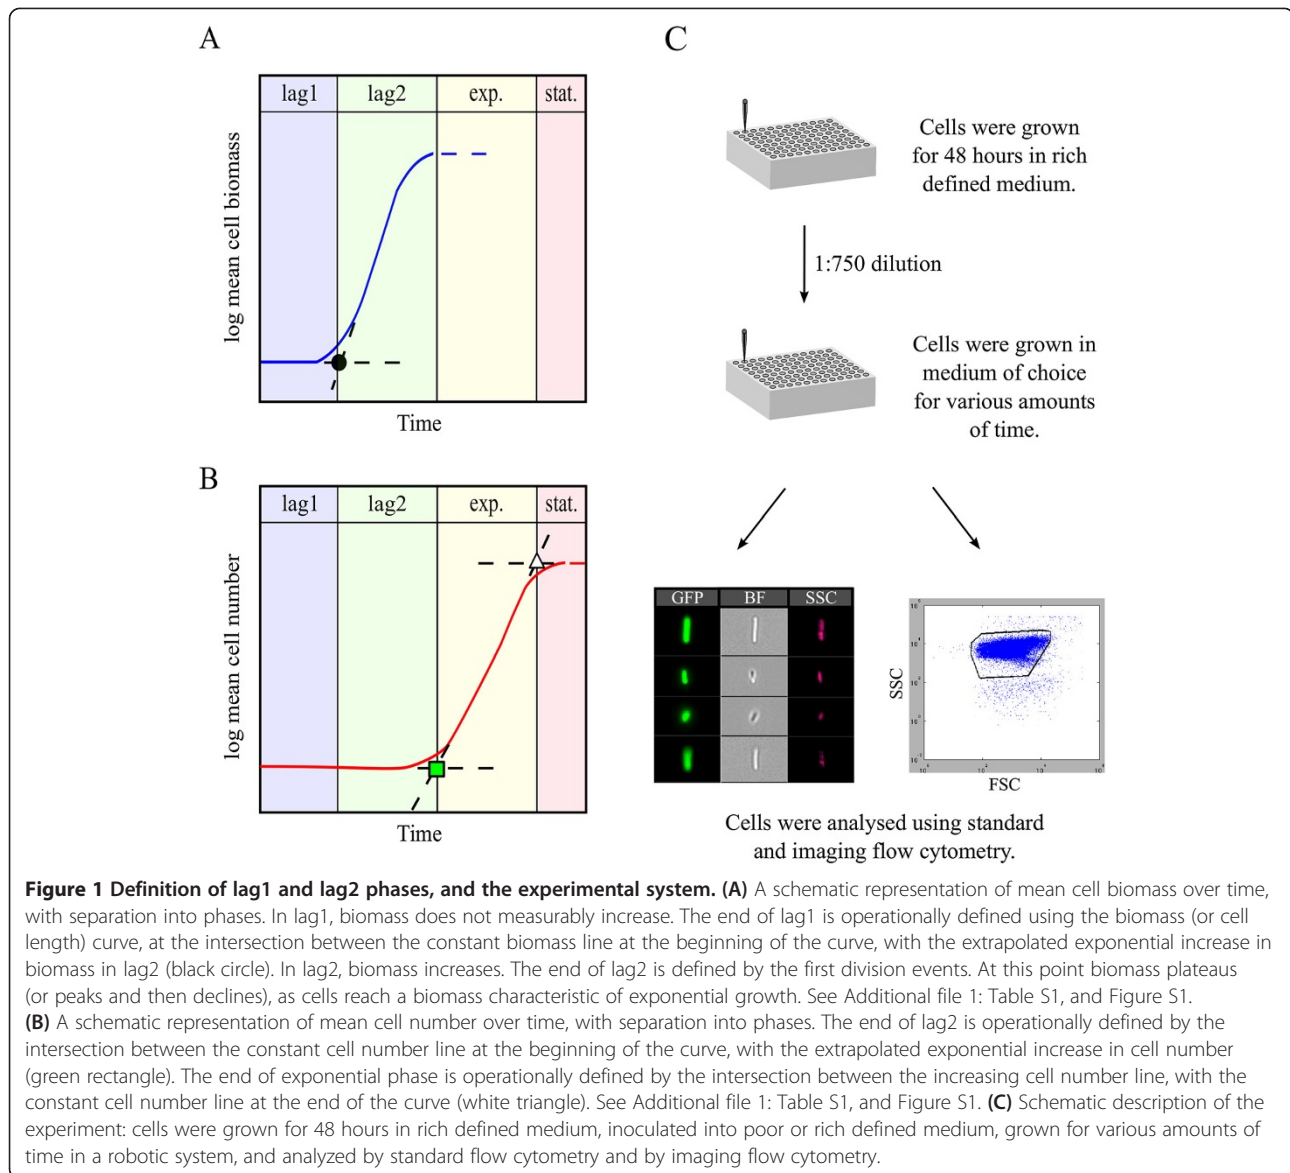 A
lag1 lag2 exp. stat.
log mean cell biomass
Time
B
lag1 lag2 exp. stat.
log mean cell number
Time
C
Cells were grown
for 48 hours in rich
defined medium.
1:750 dilution
Cells were grown in
medium of choice
for various amounts
of time.
GFP BF SSC
SSC
FSC
Cells were analysed using standard
and imaging flow cytometry.
Figure 1 Definition of lag1 and lag2 phases, and the experimental system. (A) A schematic representation of mean cell biomass over time,
with separation into phases. In lag1, biomass does not measurably increase. The end of lag1 is operationally defined using the biomass (or cell
length) curve, at the intersection between the constant biomass line at the beginning of the curve, with the extrapolated exponential increase in
biomass in lag2 (black circle). In lag2, biomass increases. The end of lag2 is defined by the first division events. At this point biomass plateaus
(or peaks and then declines), as cells reach a biomass characteristic of exponential growth. See Additional file 1: Table S1, and Figure S1.
(B) A schematic representation of mean cell number over time, with separation into phases. The end of lag2 is operationally defined by the
intersection between the constant cell number line at the beginning of the curve, with the extrapolated exponential increase in cell number
(green rectangle). The end of exponential phase is operationally defined by the intersection between the increasing cell number line, with the
constant cell number line at the end of the curve (white triangle). See Additional file 1: Table S1, and Figure S1. (C) Schematic description of the
experiment: cells were grown for 48 hours in rich defined medium, inoculated into poor or rich defined medium, grown for various amounts of
time in a robotic system, and analyzed by standard flow cytometry and by imaging flow cytometry.